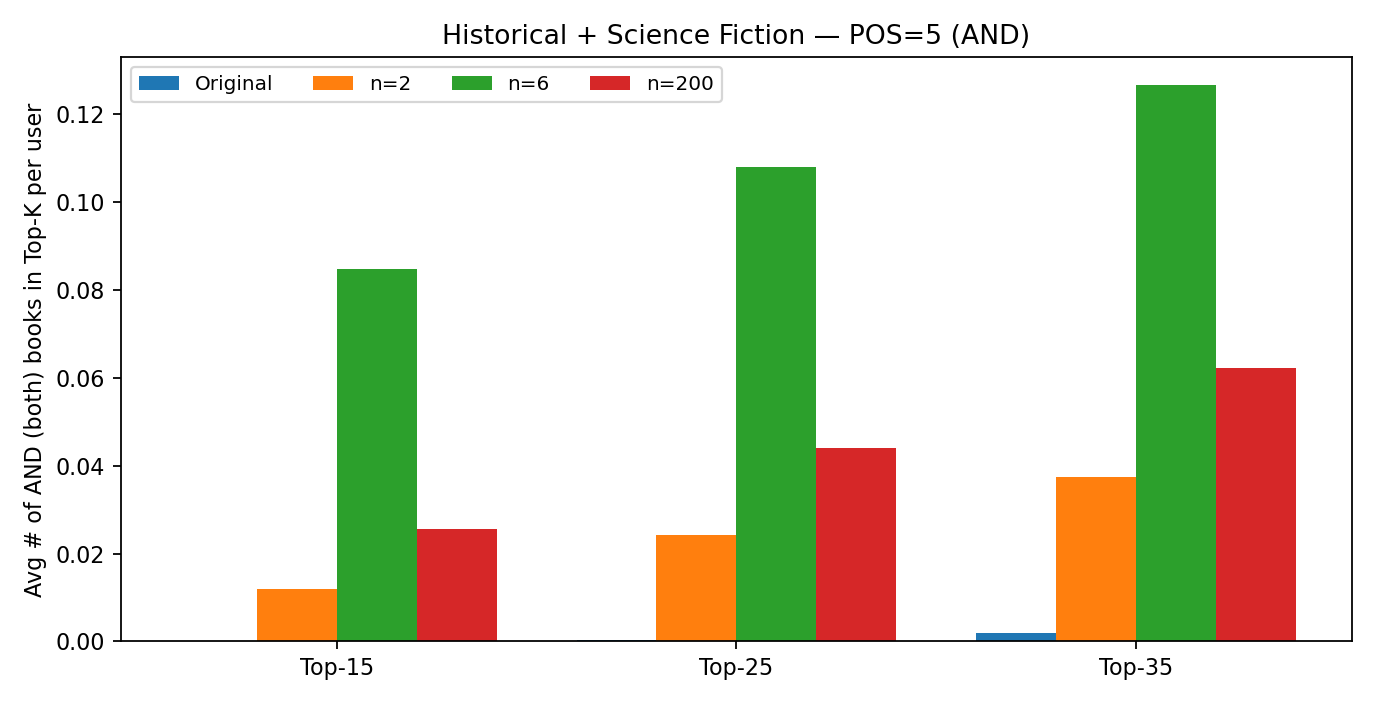 Historical + Science Fiction — POS=5 (AND)
Original n=2 n=6 n=200
Avg # of AND (both) books in Top-K per user
0.12
0.10
0.08
0.06
0.04
0.02
0.00
Top-15 Top-25 Top-35